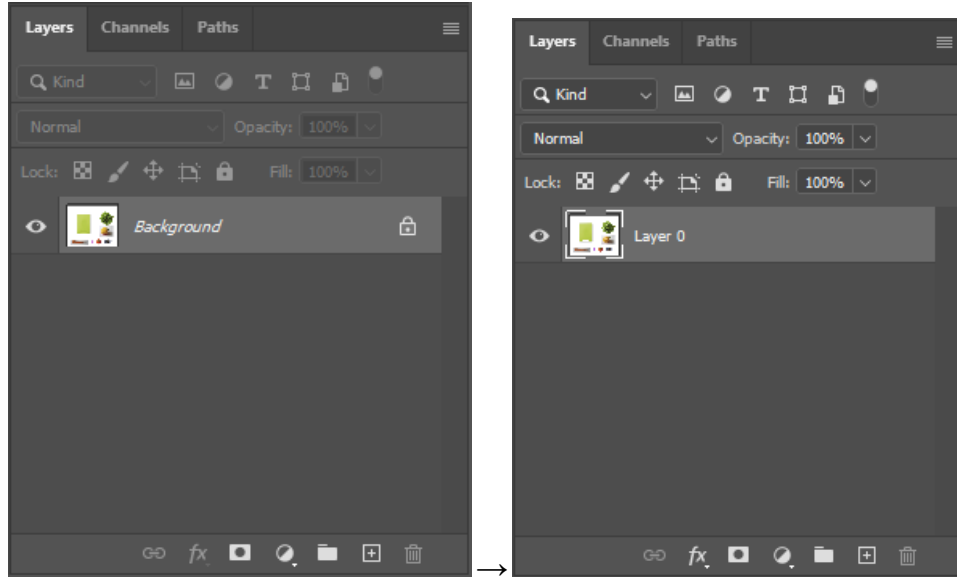 Layers Channels Paths
Kind
Normal Opacity: 100%
Lock: Fill: 100%
Background
fx
→
Layers Channels Paths
Kind
Normal Opacity: 100%
Lock: Fill: 100%
Layer 0
fx